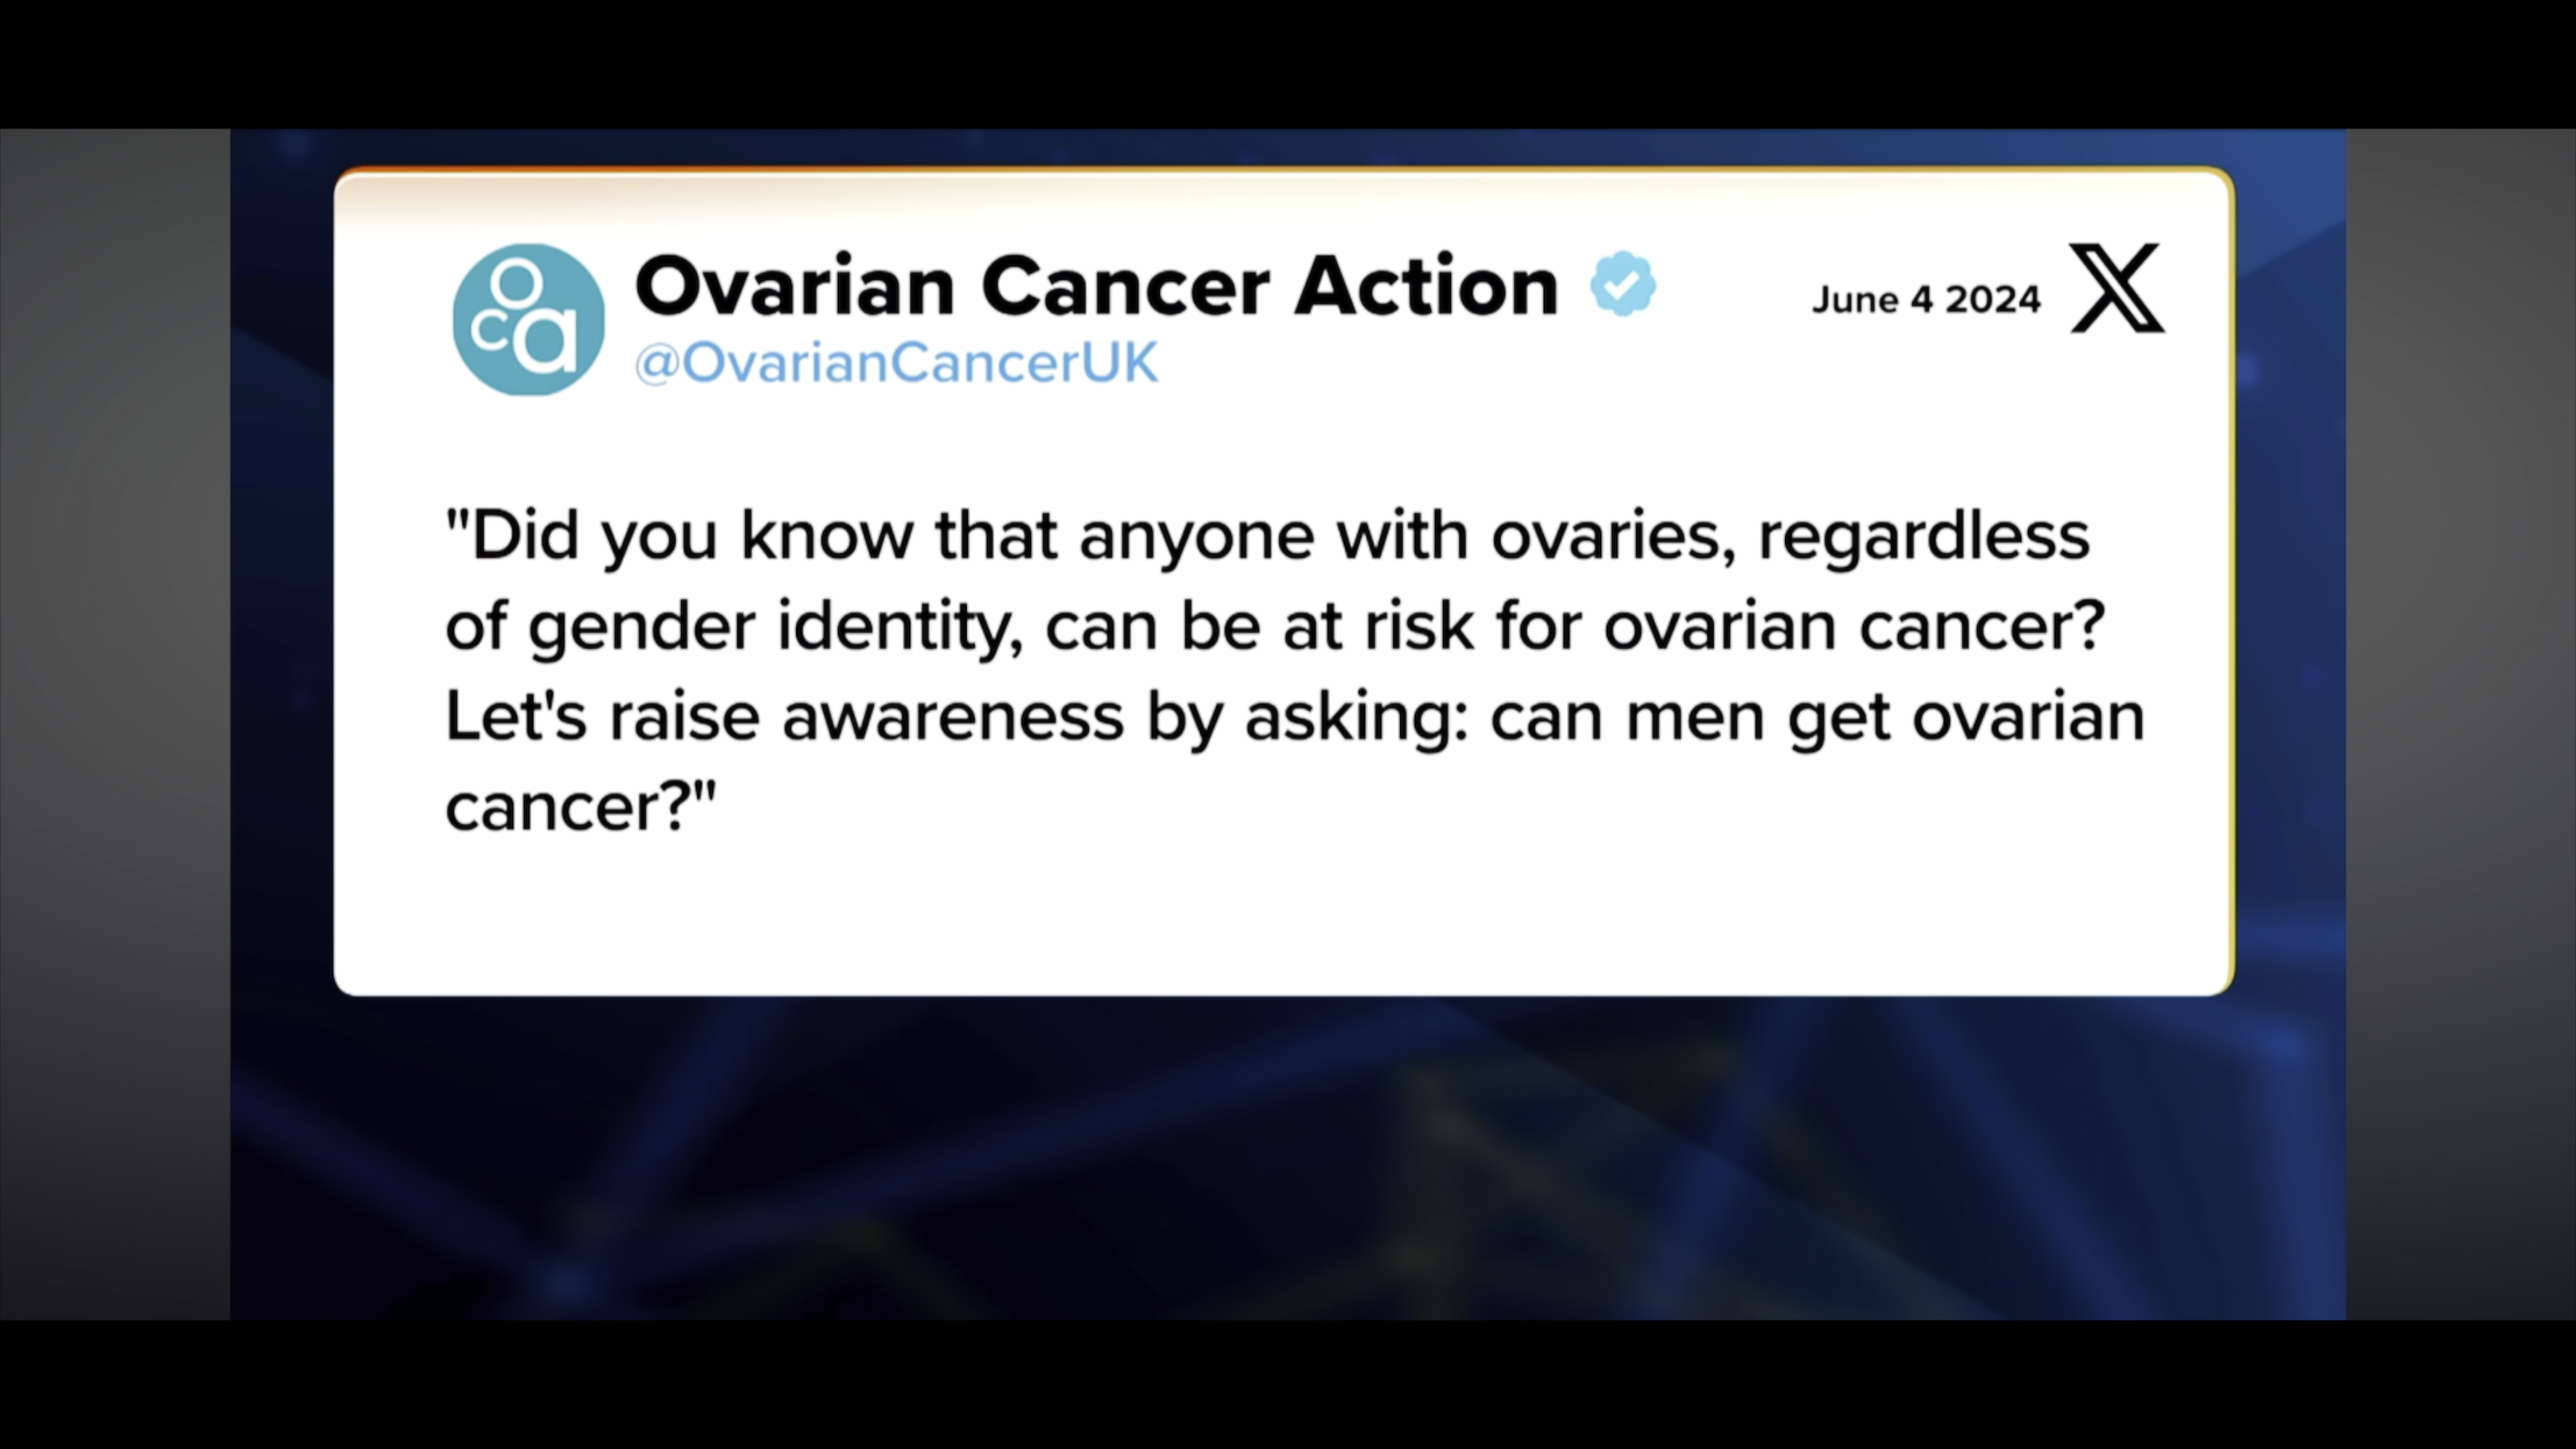 oca
Ovarian Cancer Action
June 4 2024
@OvarianCancerUK
"Did you know that anyone with ovaries, regardless
of gender identity, can be at risk for ovarian cancer?
Let's raise awareness by asking: can men get ovarian
cancer?"